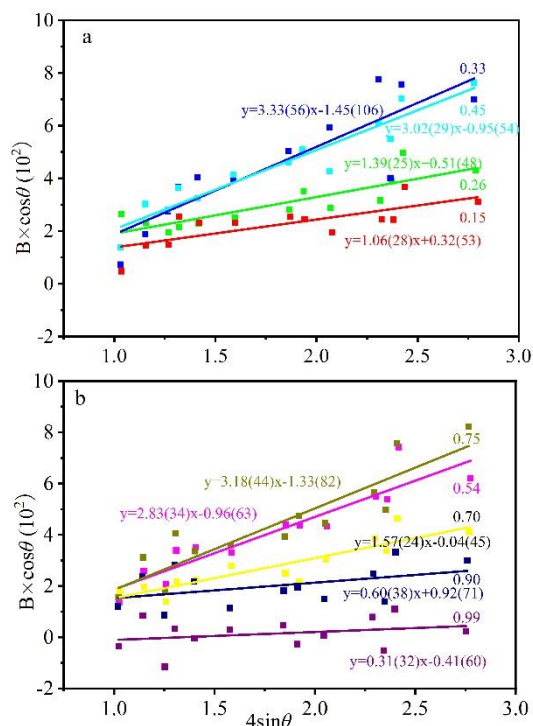 a
B×cosθ (10²)
10
8
6
4
2
0
-2
0.33
y=3.33(56)x-1.45(106)
0.45
y=3.02(29)x-0.95(54)
y=1.39(25)x+0.51(48)
0.26
0.15
y=1.06(28)x+0.32(53)
1.0 1.5 2.0 2.5 3.0
b
B×cosθ (10²)
10
8
6
4
2
0
-2
0.75
y=3.18(44)x-1.33(82)
0.54
y=2.83(34)x-0.96(63)
0.70
y=1.57(24)x-0.04(45)
0.90
y=0.60(38)x+0.92(71)
0.99
y=0.31(32)x-0.41(60)
1.0 1.5 2.0 2.5 3.0
4sinθ